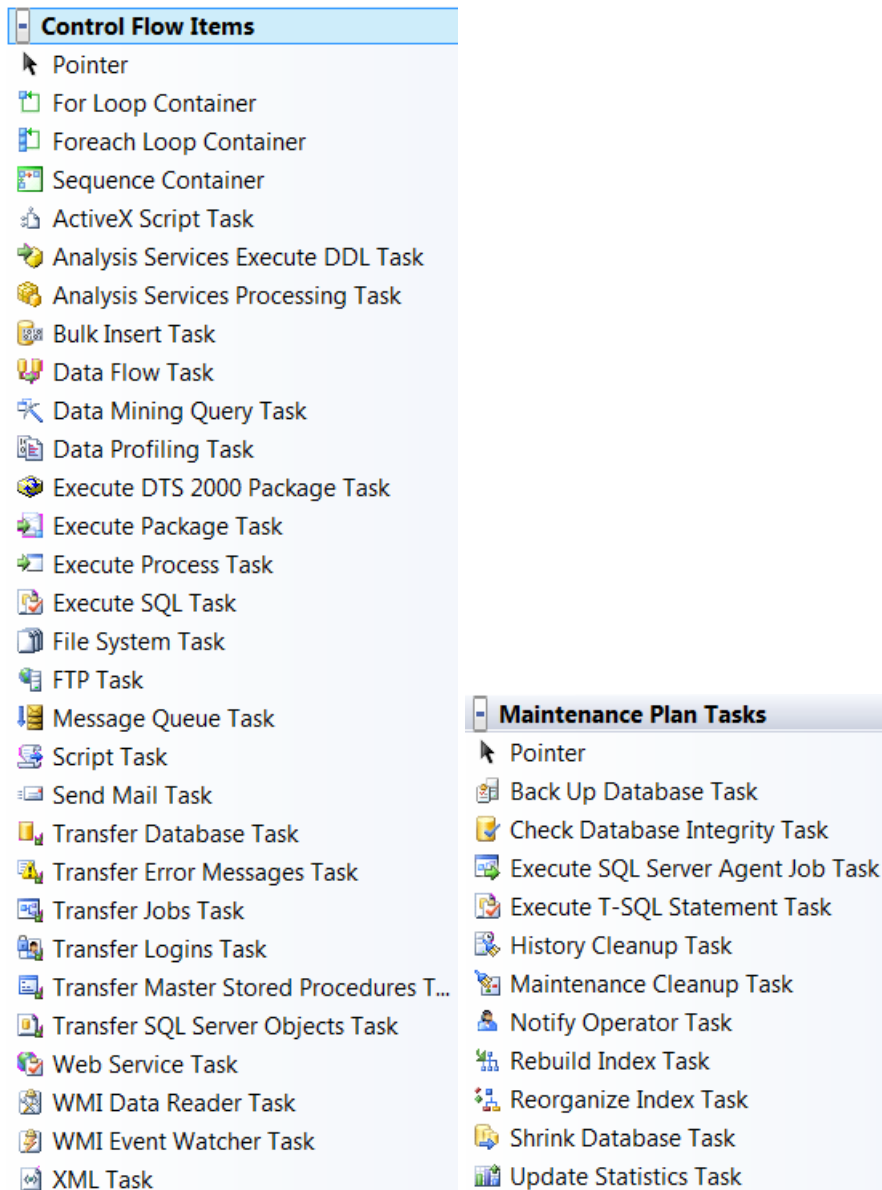 Control Flow Items
Pointer
For Loop Container
Foreach Loop Container
Sequence Container
ActiveX Script Task
Analysis Services Execute DDL Task
Analysis Services Processing Task
Bulk Insert Task
Data Flow Task
Data Mining Query Task
Data Profiling Task
Execute DTS 2000 Package Task
Execute Package Task
Execute Process Task
Execute SQL Task
File System Task
FTP Task
Message Queue Task
Script Task
Send Mail Task
Transfer Database Task
Transfer Error Messages Task
Transfer Jobs Task
Transfer Logins Task
Transfer Master Stored Procedures T...
Transfer SQL Server Objects Task
Web Service Task
WMI Data Reader Task
WMI Event Watcher Task
XML Task
Maintenance Plan Tasks
Pointer
Back Up Database Task
Check Database Integrity Task
Execute SQL Server Agent Job Task
Execute T-SQL Statement Task
History Cleanup Task
Maintenance Cleanup Task
Notify Operator Task
Rebuild Index Task
Reorganize Index Task
Shrink Database Task
Update Statistics Task